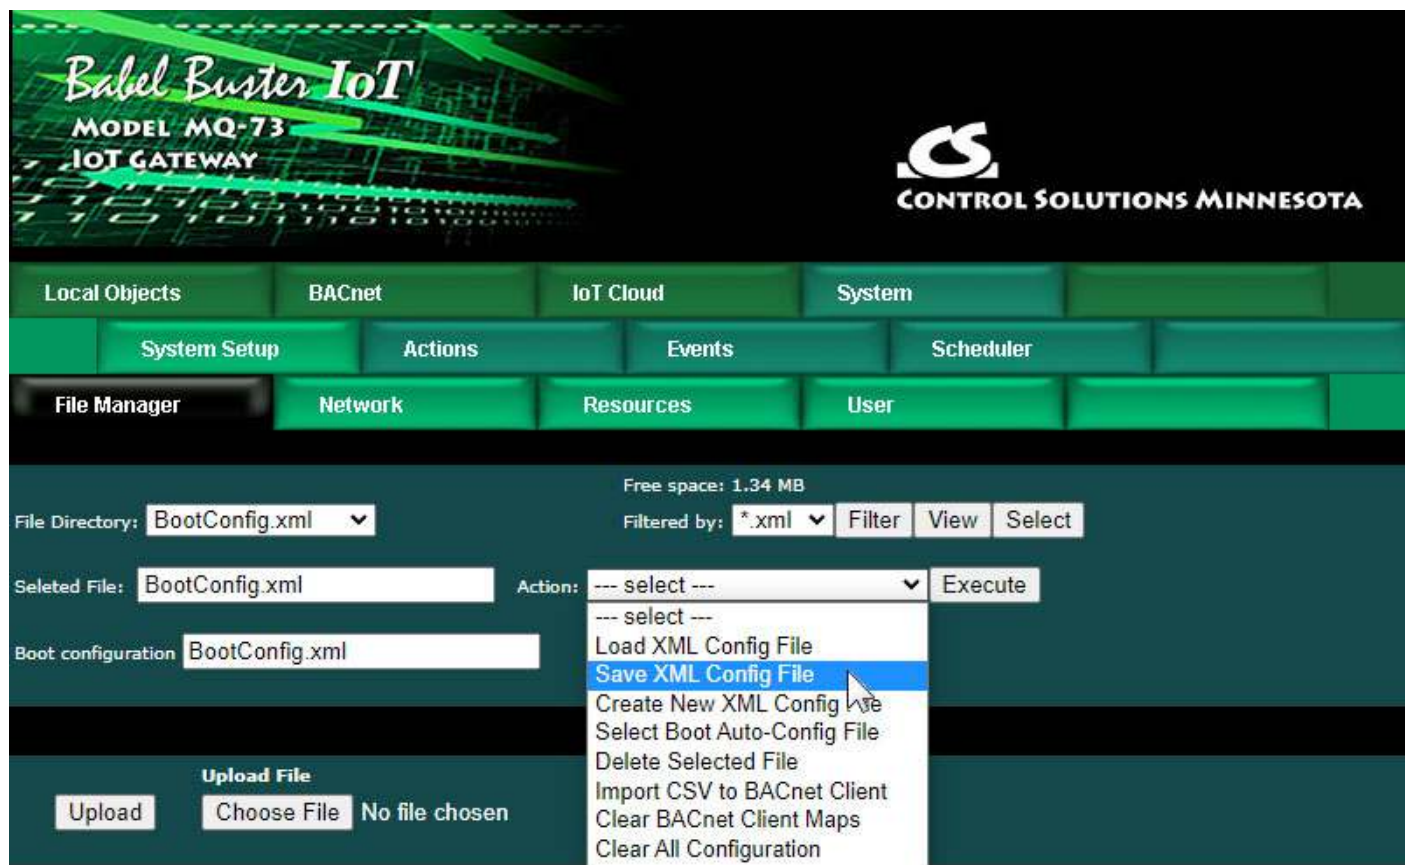 Babel Buster IoT
MODEL MQ-73
IOT GATEWAY
CS
CONTROL SOLUTIONS MINNESOTA
Local Objects BACnet IoT Cloud System
System Setup Actions Events Scheduler
File Manager Network Resources User
Free space: 1.34 MB
File Directory: BootConfig.xml Filtered by: *.xml Filter View Select
Seleted File: BootConfig.xml Action: --- select --- Execute
--- select ---
Load XML Config File
Boot configuration BootConfig.xml
Save XML Config File
Create New XML Config File
Select Boot Auto-Config File
Delete Selected File
Upload File
Import CSV to BACnet Client
Upload Choose File No file chosen
Clear BACnet Client Maps
Clear All Configuration